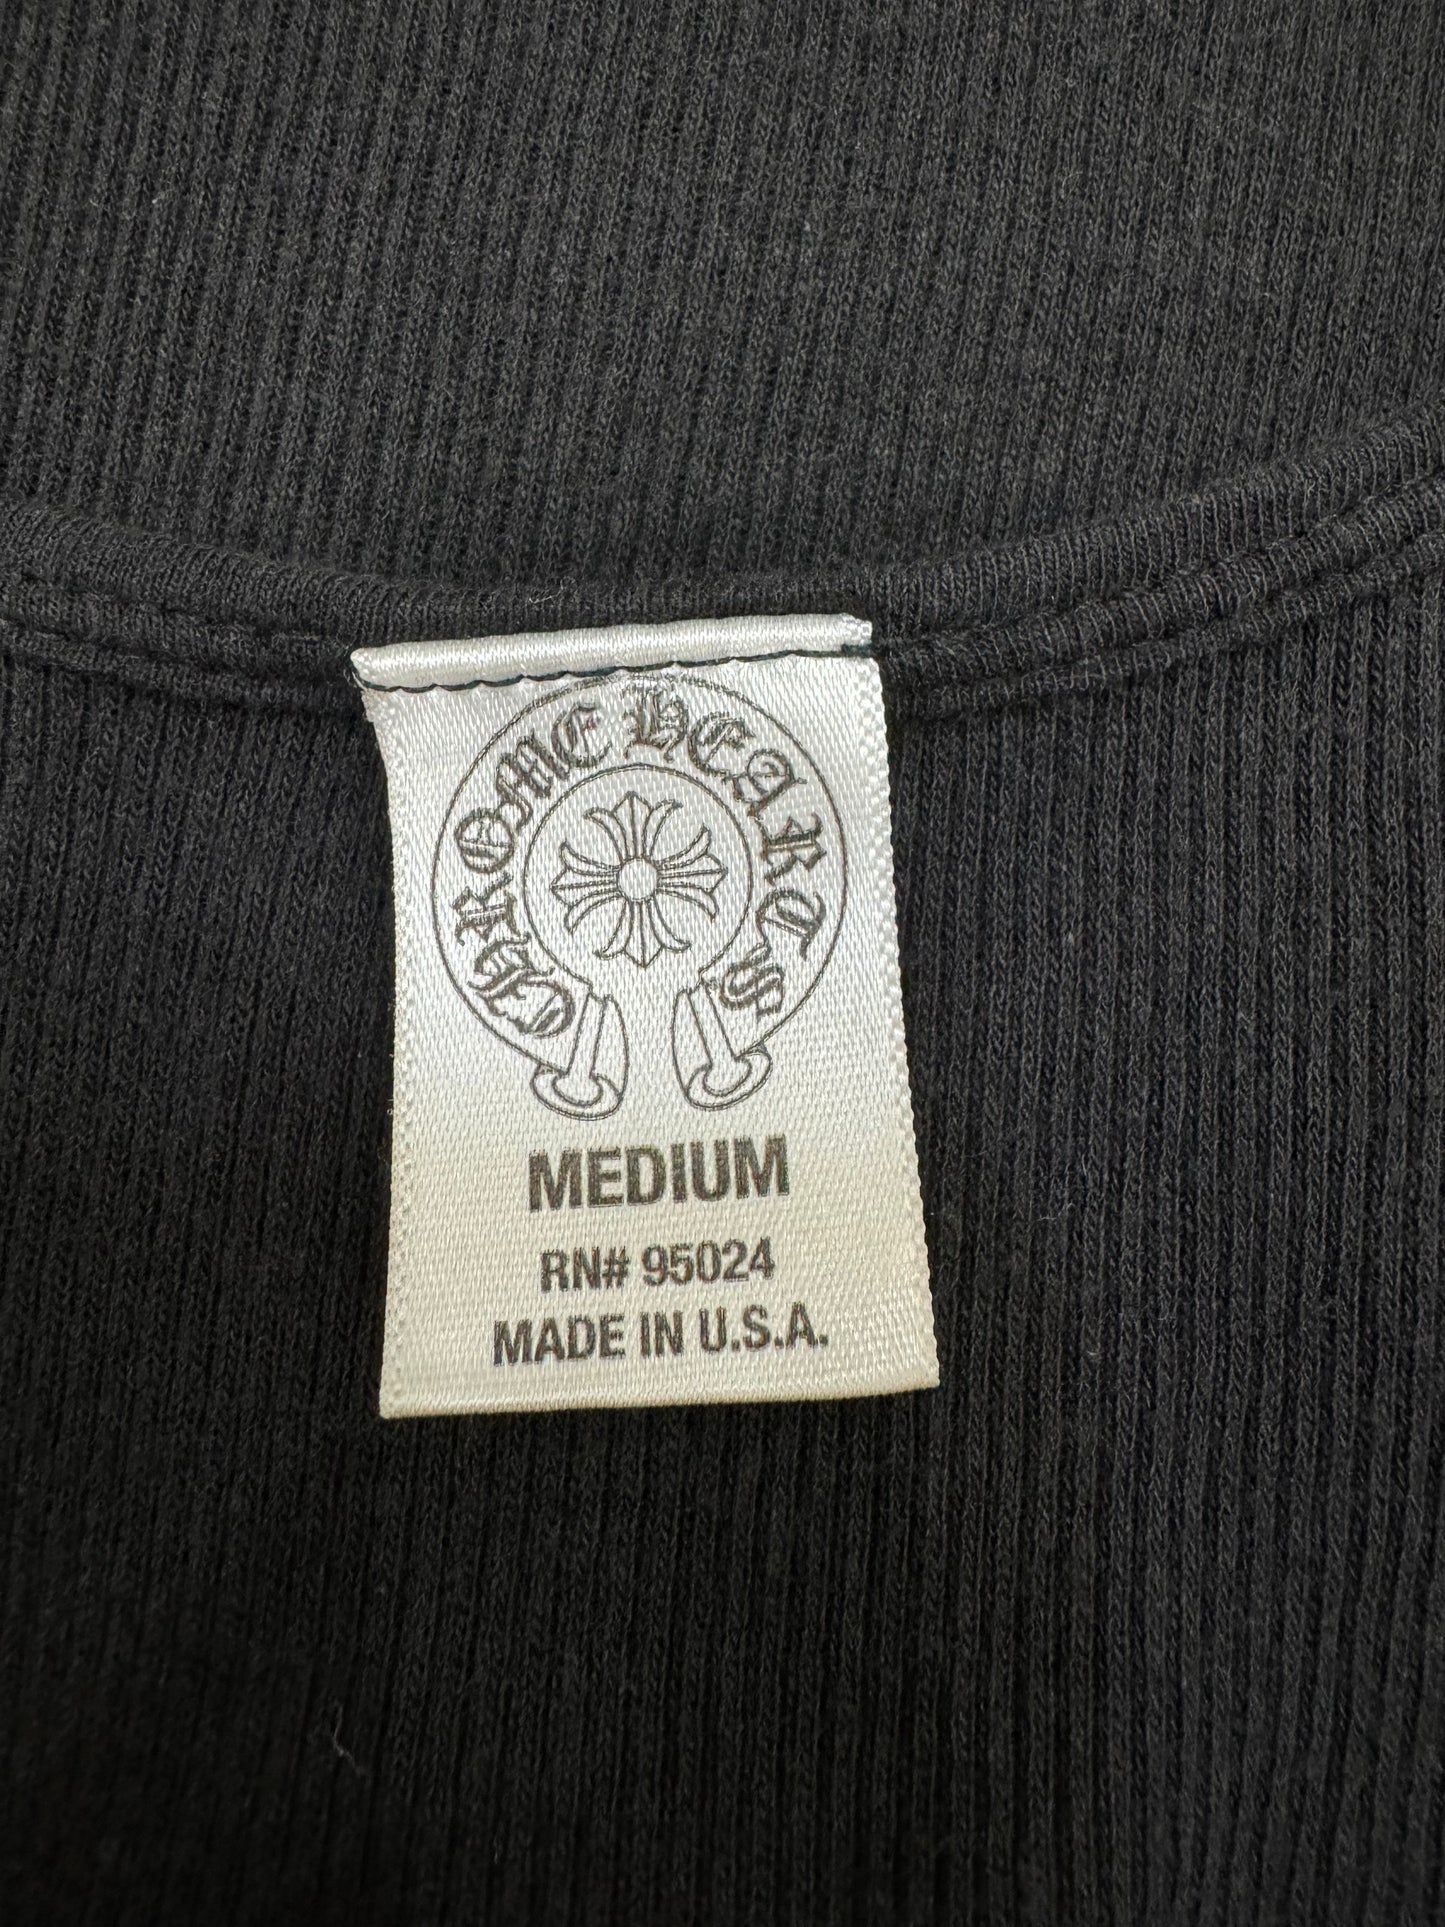 CHROME HEARTS
MEDIUM
RN# 95024
MADE IN U.S.A.